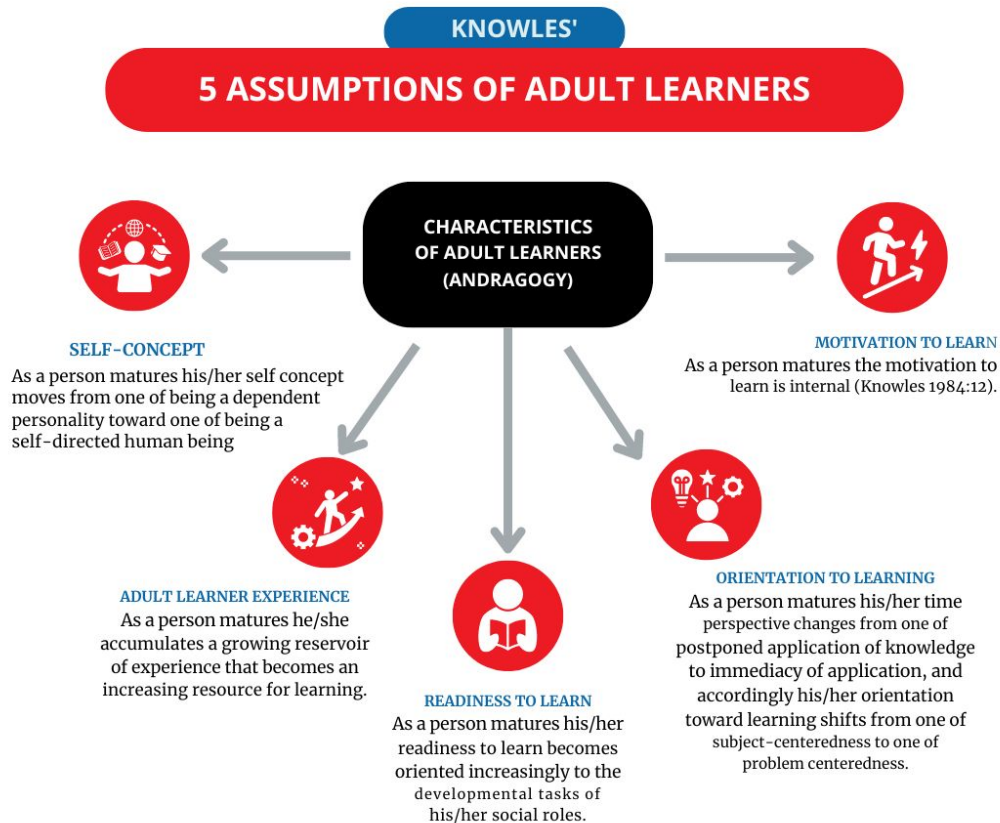 KNOWLES'
5 ASSUMPTIONS OF ADULT LEARNERS
CHARACTERISTICS
OF ADULT LEARNERS
(ANDRAGOGY)
SELF-CONCEPT
As a person matures his/her self concept
moves from one of being a dependent
personality toward one of being a
self-directed human being
ADULT LEARNER EXPERIENCE
As a person matures he/she
accumulates a growing reservoir
of experience that becomes an
increasing resource for learning.
READINESS TO LEARN
As a person matures his/her
readiness to learn becomes
oriented increasingly to the
developmental tasks of
his/her social roles.
ORIENTATION TO LEARNING
As a person matures his/her time
perspective changes from one of
postponed application of knowledge
to immediacy of application, and
accordingly his/her orientation
toward learning shifts from one of
subject-centeredness to one of
problem centeredness.
MOTIVATION TO LEARN
As a person matures the motivation to
learn is internal (Knowles 1984:12).